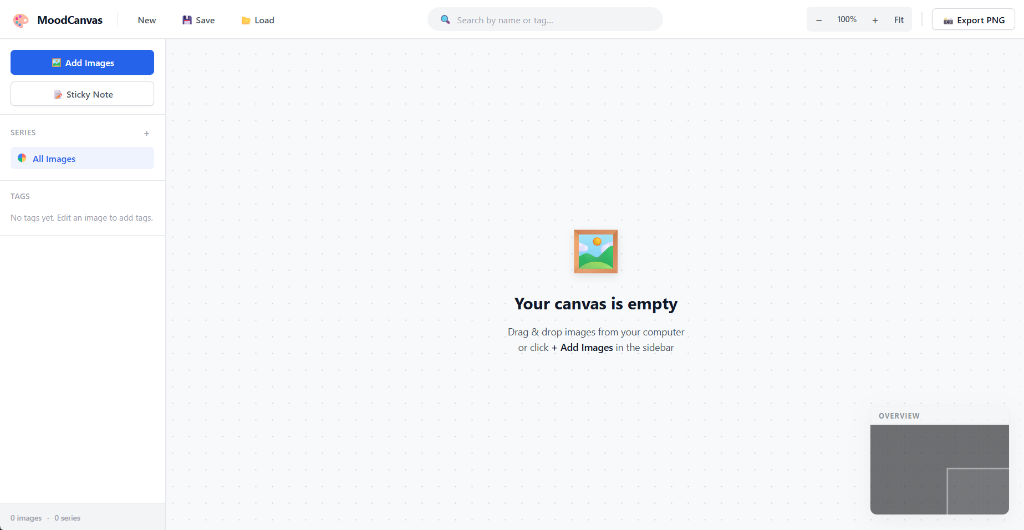 MoodCanvas
New
Save
Load
Search by name or tag...
− 100% + Fit
Export PNG
Add Images
Sticky Note
SERIES +
All Images
TAGS
No tags yet. Edit an image to add tags.
Your canvas is empty
Drag & drop images from your computer
or click + Add Images in the sidebar
OVERVIEW
0 images · 0 series